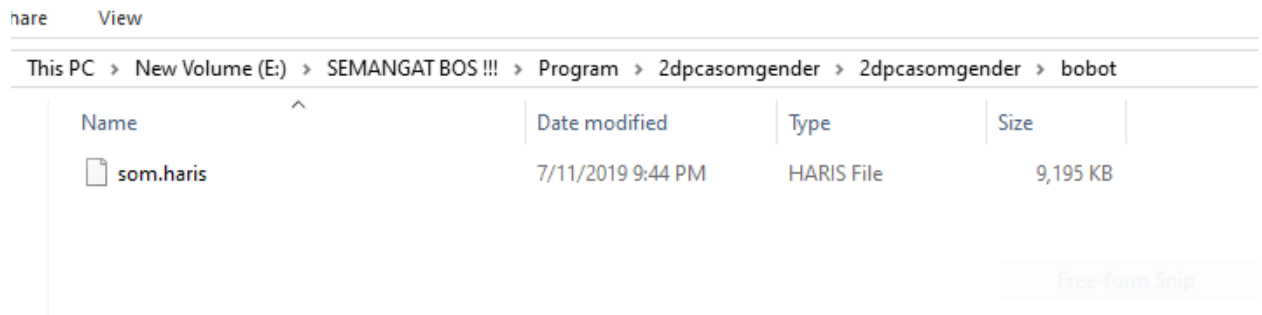 hare View
This PC > New Volume (E:) > SEMANGAT BOS !!! > Program > 2dpcasomgender > 2dpcasomgender > bobot
Name Date modified Type Size
som.haris 7/11/2019 9:44 PM HARIS File 9,195 KB
Free-form Snip